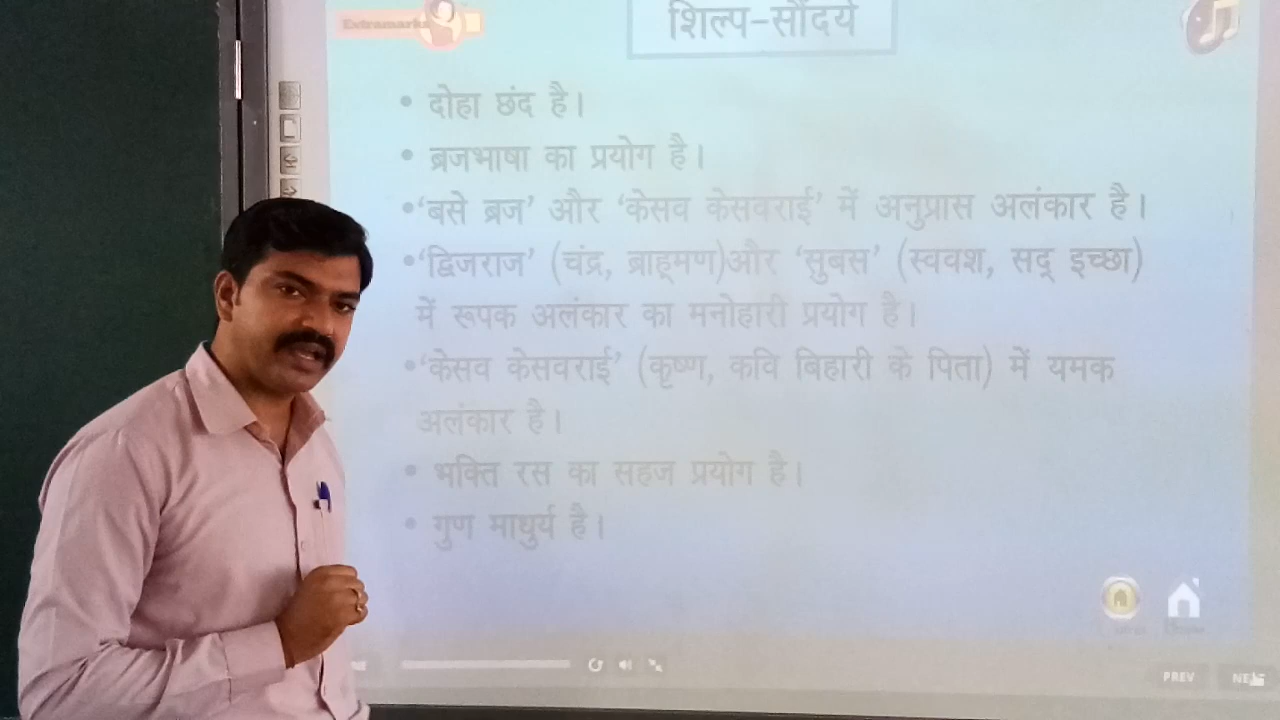 Extramarks
शिल्प-सौंदर्य
• दोहा छंद है।
• ब्रजभाषा का प्रयोग है।
•‘बसे ब्रज’ और ‘केसव केसवराई’ में अनुप्रास अलंकार है।
•‘द्विजराज’ (चंद्र, ब्राह्मण)और ‘सुबस’ (स्ववश, सद् इच्छा)
में रूपक अलंकार का मनोहारी प्रयोग है।
•‘केसव केसवराई’ (कृष्ण, कवि बिहारी के पिता) में यमक
अलंकार है।
• भक्ति रस का सहज प्रयोग है।
• गुण माधुर्य है।
PREV